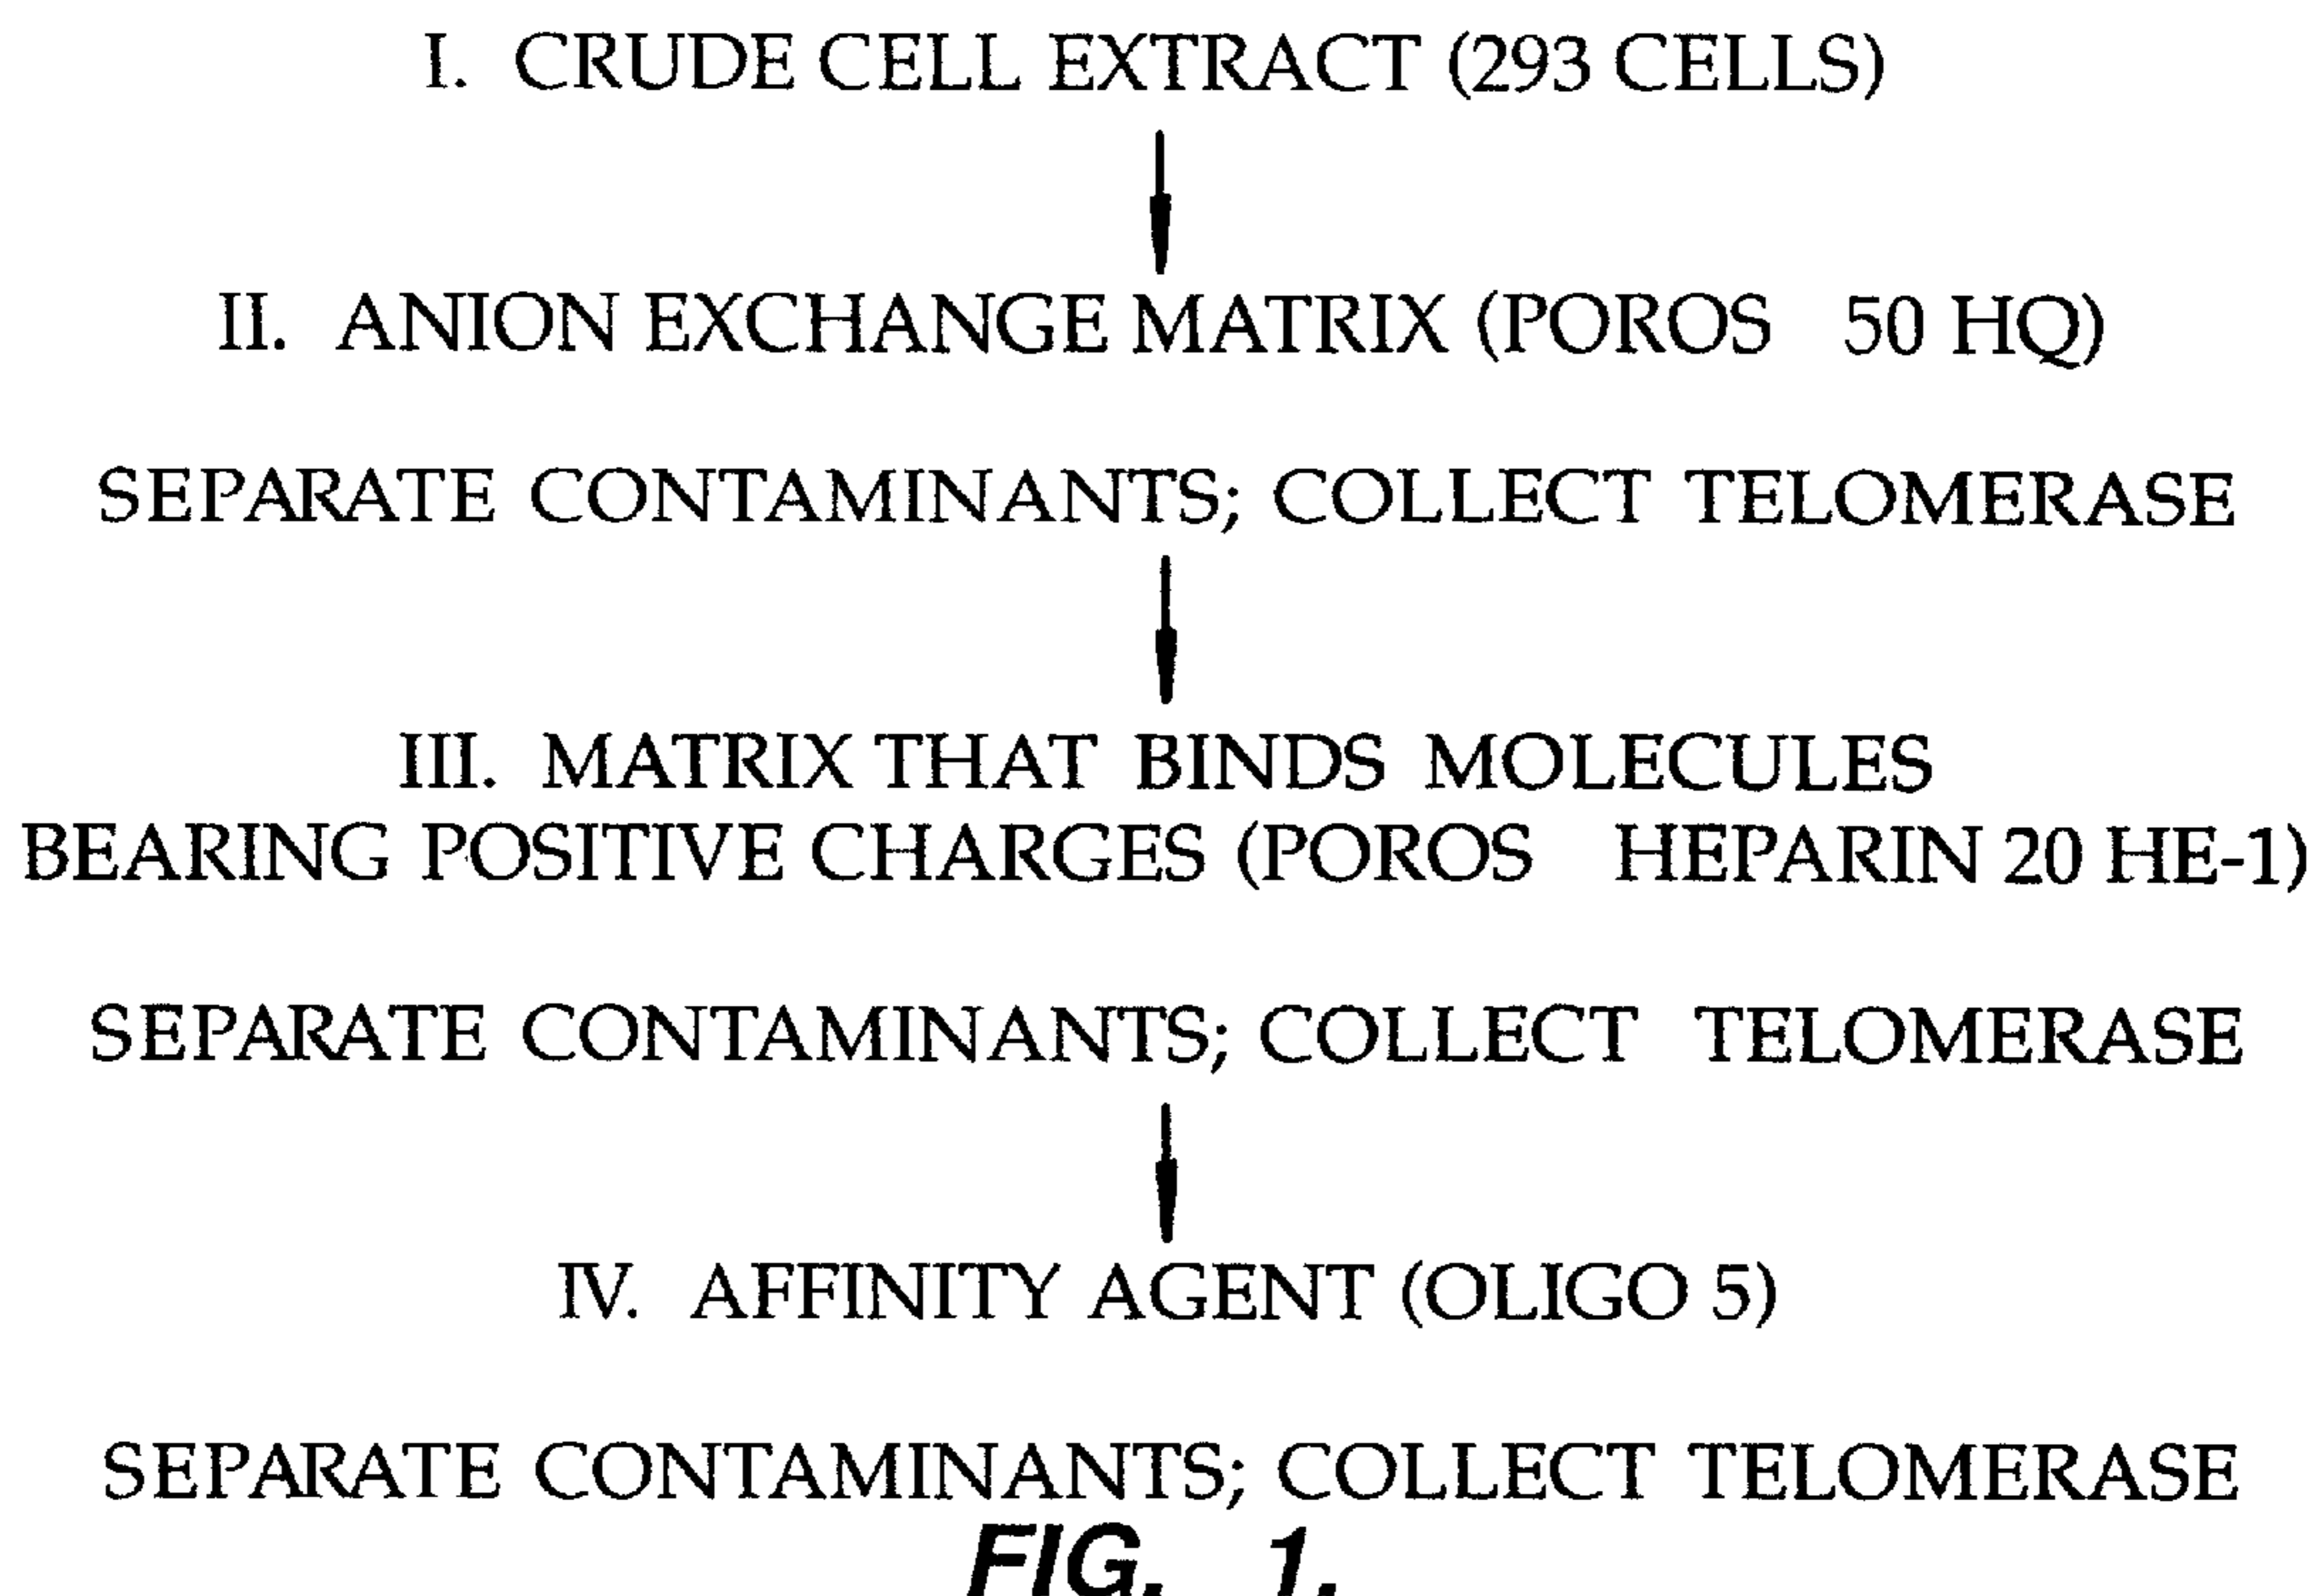 I. CRUDE CELL EXTRACT (293 CELLS)
II. ANION EXCHANGE MATRIX (POROS 50 HQ)
SEPARATE CONTAMINANTS; COLLECT TELOMERASE
III. MATRIX THAT BINDS MOLECULES
BEARING POSITIVE CHARGES (POROS HEPARIN 20 HE-1)
SEPARATE CONTAMINANTS; COLLECT TELOMERASE
IV. AFFINITY AGENT (OLIGO 5)
SEPARATE CONTAMINANTS; COLLECT TELOMERASE
FIG. 1.